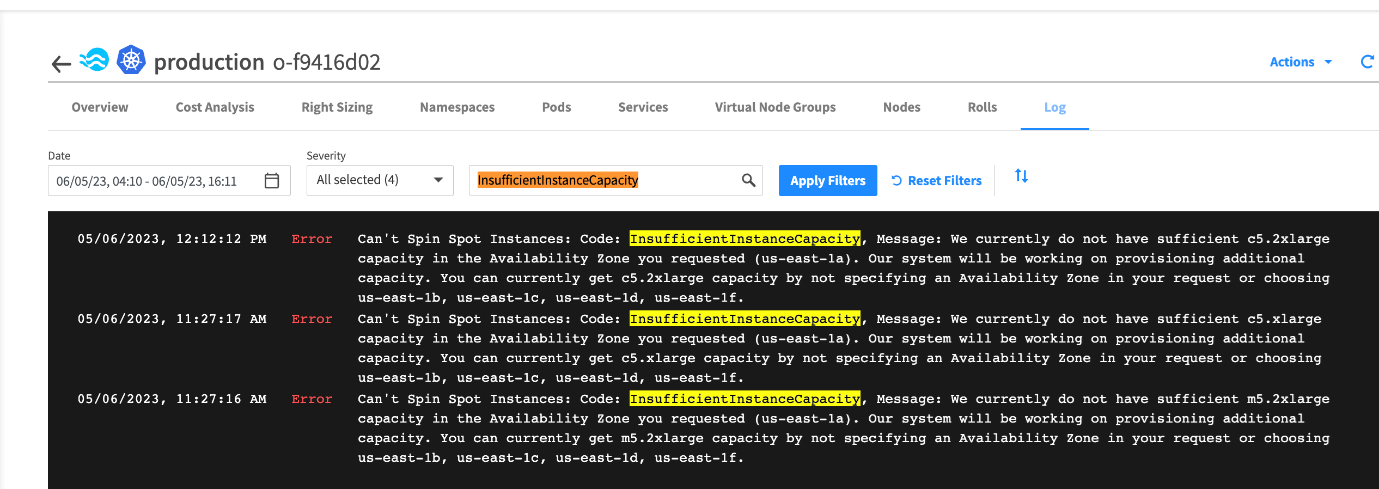 production o-f9416d02
Actions
Overview Cost Analysis Right Sizing Namespaces Pods Services Virtual Node Groups Nodes Rolls Log
Date
Severity
06/05/23, 04:10 - 06/05/23, 16:11
All selected (4)
InsufficientInstanceCapacity
Apply Filters
Reset Filters
05/06/2023, 12:12:12 PM Error Can't Spin Spot Instances: Code: InsufficientInstanceCapacity, Message: We currently do not have sufficient c5.2xlarge
capacity in the Availability Zone you requested (us-east-1a). Our system will be working on provisioning additional
capacity. You can currently get c5.2xlarge capacity by not specifying an Availability Zone in your request or choosing
us-east-1b, us-east-1c, us-east-1d, us-east-1f.
05/06/2023, 11:27:17 AM Error Can't Spin Spot Instances: Code: InsufficientInstanceCapacity, Message: We currently do not have sufficient c5.xlarge
capacity in the Availability Zone you requested (us-east-1a). Our system will be working on provisioning additional
capacity. You can currently get c5.xlarge capacity by not specifying an Availability Zone in your request or choosing
us-east-1b, us-east-1c, us-east-1d, us-east-1f.
05/06/2023, 11:27:16 AM Error Can't Spin Spot Instances: Code: InsufficientInstanceCapacity, Message: We currently do not have sufficient m5.2xlarge
capacity in the Availability Zone you requested (us-east-1a). Our system will be working on provisioning additional
capacity. You can currently get m5.2xlarge capacity by not specifying an Availability Zone in your request or choosing
us-east-1b, us-east-1c, us-east-1d, us-east-1f.